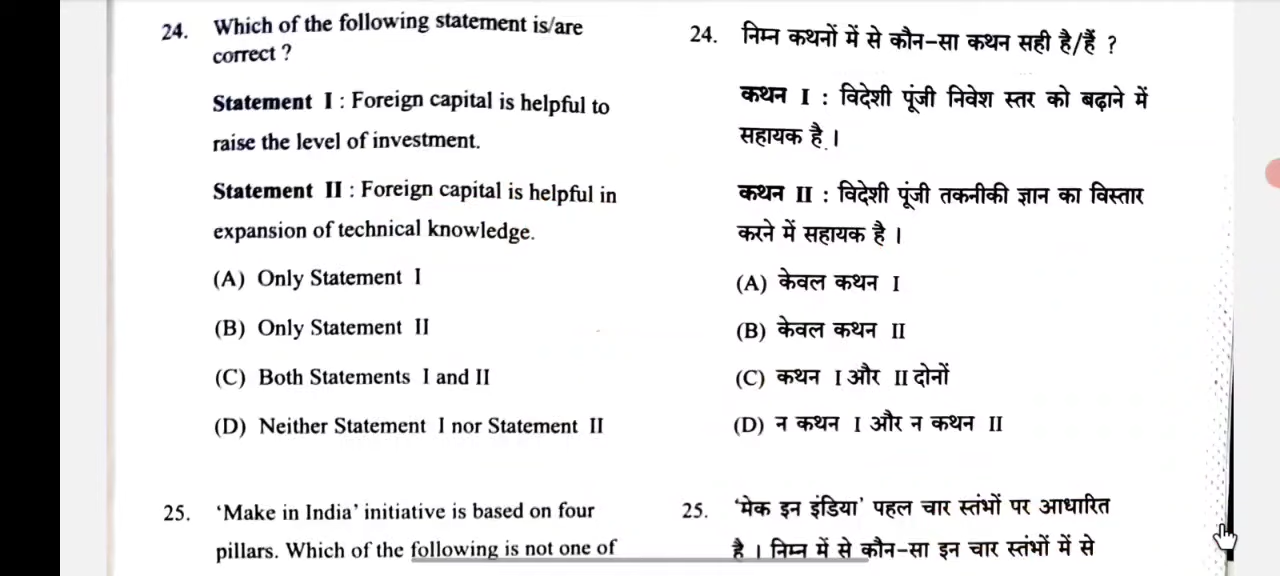 24. Which of the following statement is/are
correct ?
Statement I : Foreign capital is helpful to
raise the level of investment.
Statement II : Foreign capital is helpful in
expansion of technical knowledge.
(A) Only Statement I
(B) Only Statement II
(C) Both Statements I and II
(D) Neither Statement I nor Statement II
25. ‘Make in India’ initiative is based on four
pillars. Which of the following is not one of
24. निम्न कथनों में से कौन-सा कथन सही है/हैं ?
कथन I : विदेशी पूंजी निवेश स्तर को बढ़ाने में
सहायक है ।
कथन II : विदेशी पूंजी तकनीकी ज्ञान का विस्तार
करने में सहायक है ।
(A) केवल कथन I
(B) केवल कथन II
(C) कथन I और II दोनों
(D) न कथन I और न कथन II
25. ‘मेक इन इंडिया’ पहल चार स्तंभों पर आधारित
है । निम्न में से कौन-सा इन चार स्तंभों में से